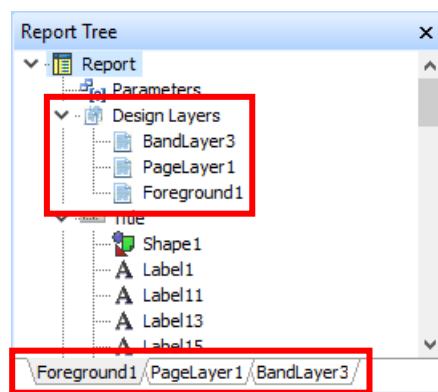 Report Tree
Report
Parameters
Design Layers
BandLayer3
PageLayer1
Foreground1
Title
Shape1
Label1
Label11
Label13
Label15
Foreground1 PageLayer1 BandLayer3